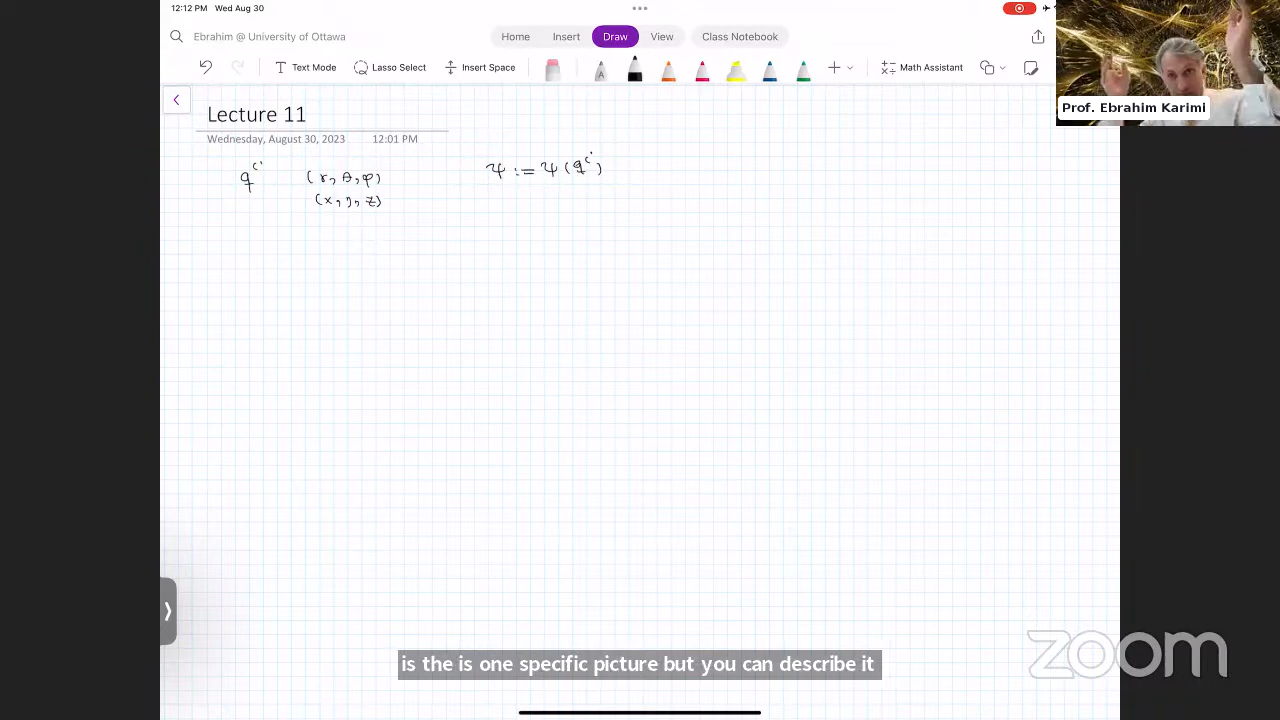 12:12 PM Wed Aug 30
Ebrahim @ University of Ottawa
Home Insert Draw View Class Notebook
Text Mode Lasso Select Insert Space Math Assistant
Prof. Ebrahim Karimi
Lecture 11
Wednesday, August 30, 2023 12:01 PM
qⁱ (r, θ, φ) Ψ := Ψ(qⁱ)
(x, y, z)
zoom
is the is one specific picture but you can describe it